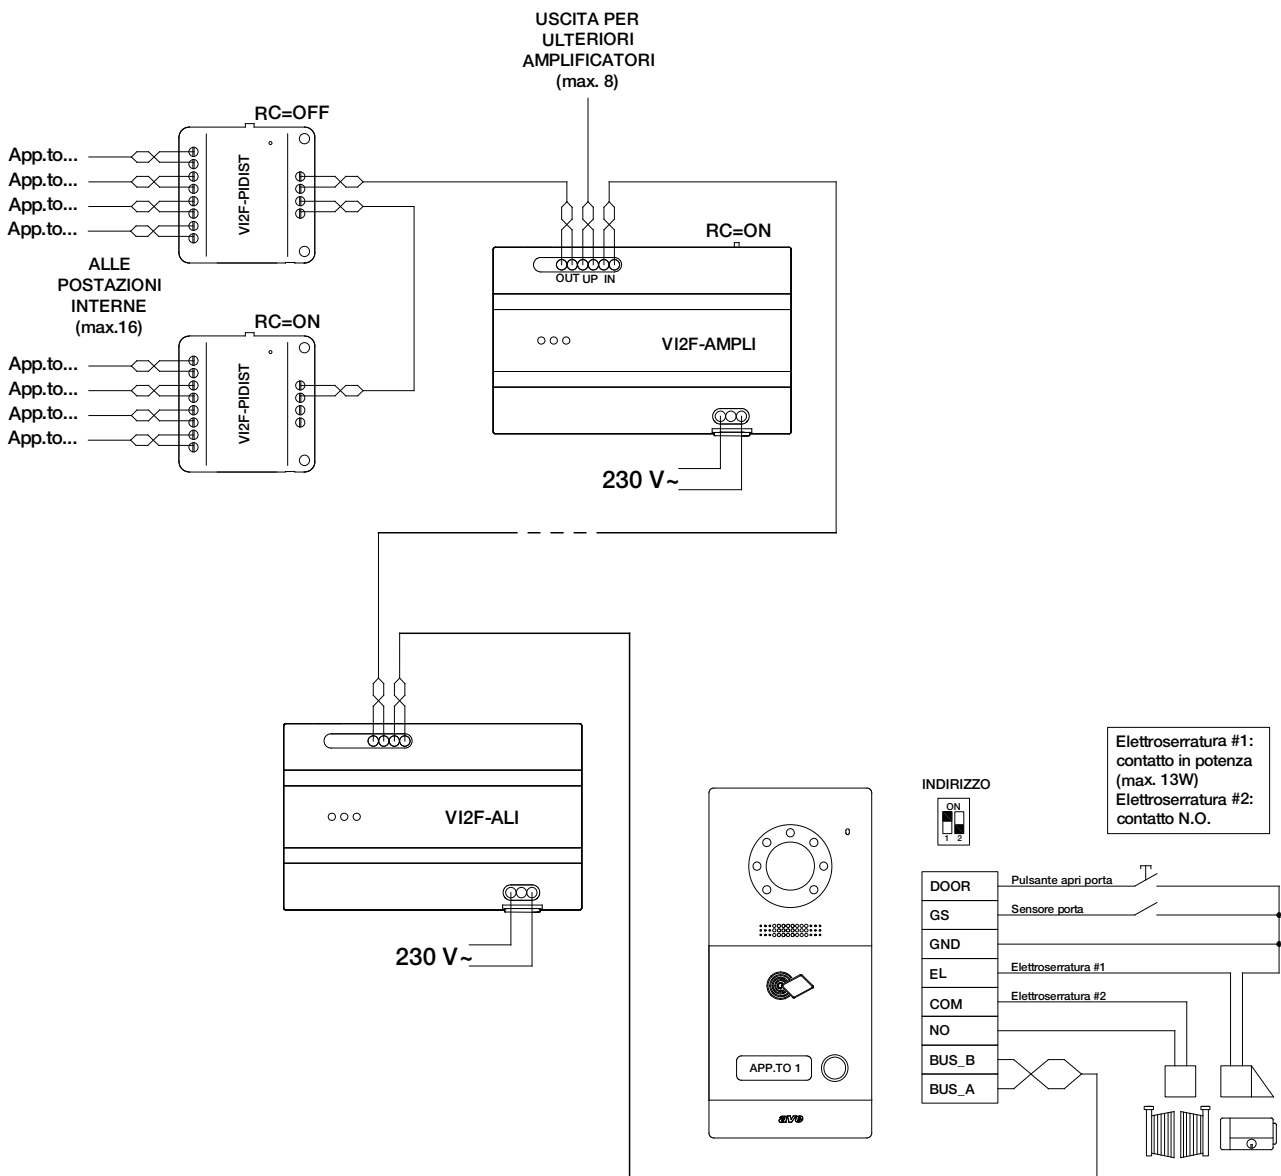 USCITA PER
ULTERIORI
AMPLIFICATORI
(max. 8)
RC=OFF
App.to...
App.to...
App.to...
App.to...
VI2F-PIDIST
ALLE
POSTAZIONI
INTERNE
(max.16)
RC=ON
App.to...
App.to...
App.to...
App.to...
VI2F-PIDIST
RC=ON
OUT UP IN
VI2F-AMPLI
230 V~
VI2F-ALI
230 V~
APP.TO 1
ave
INDIRIZZO
ON
1 2
Elettroserratura #1:
contatto in potenza
(max. 13W)
Elettroserratura #2:
contatto N.O.
DOOR Pulsante apri porta
GS Sensore porta
GND
EL Elettroserratura #1
COM Elettroserratura #2
NO
BUS_B
BUS_A